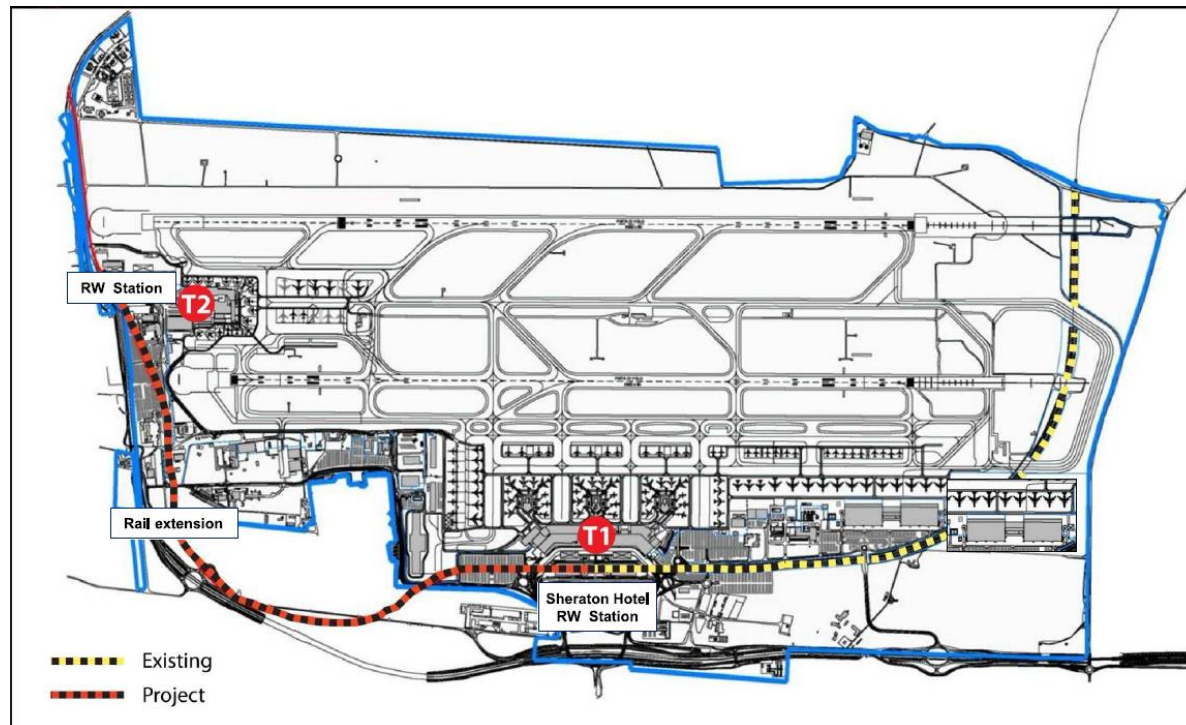 RW Station
T2
Rail extension
T1
Sheraton Hotel
RW Station
Existing
Project